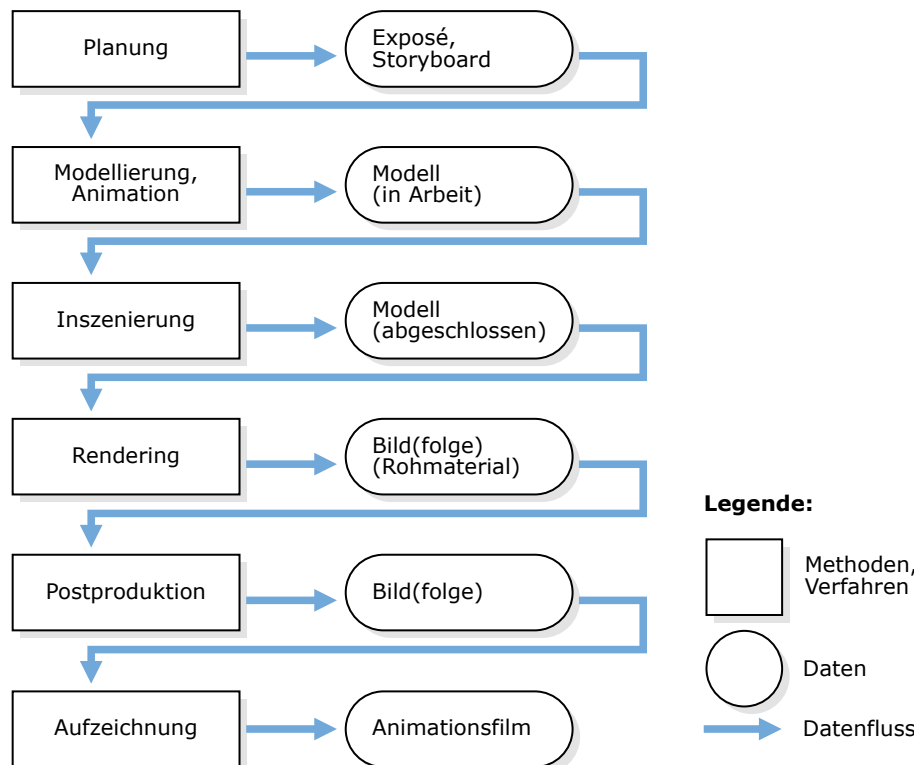 Planung
Exposé,
Storyboard
Modellierung,
Animation
Modell
(in Arbeit)
Inszenierung
Modell
(abgeschlossen)
Rendering
Bild(folge)
(Rohmaterial)
Postproduktion
Bild(folge)
Aufzeichnung
Animationsfilm
Legende:
Methoden,
Verfahren
Daten
Datenfluss